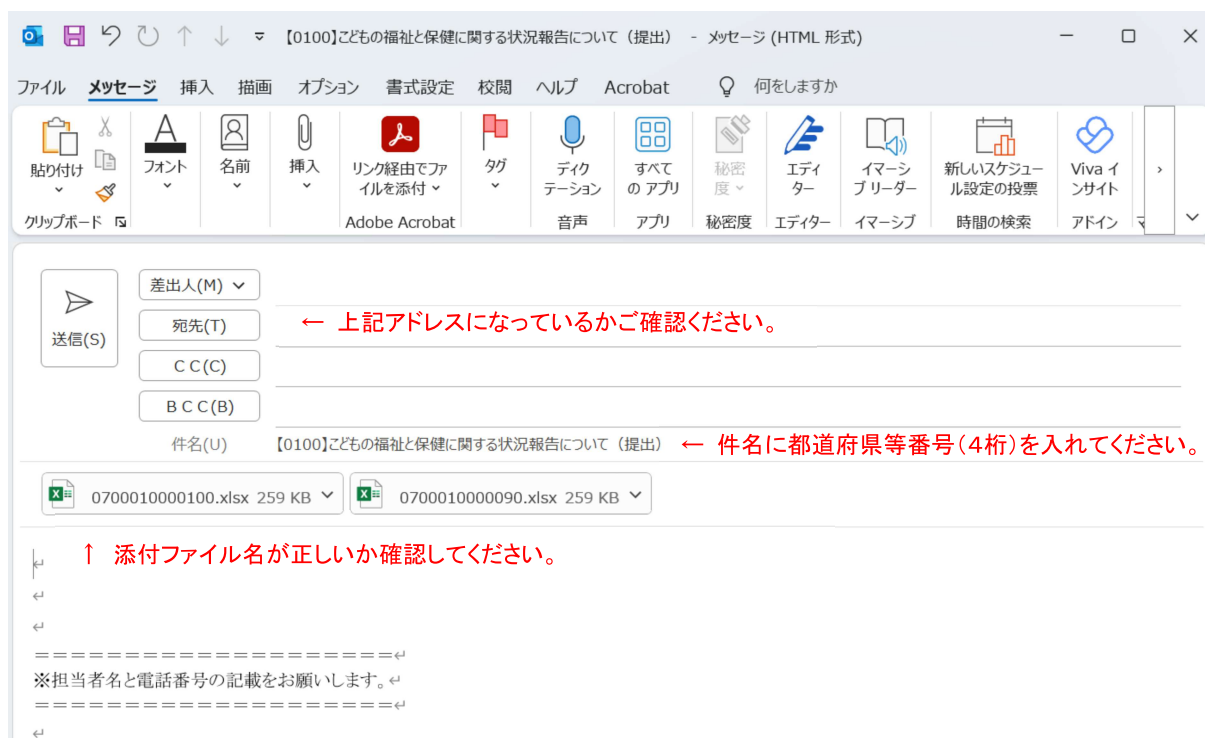 【0100】こどもの福祉と保健に関する状況報告について（提出） - メッセージ (HTML 形式)
ファイル メッセージ 挿入 描画 オプション 書式設定 校閲 ヘルプ Acrobat 何をしますか
貼り付け フォント 名前 挿入 リンク経由でファイルを添付 タグ ディクテーション すべての アプリ 秘密度 エディター イマーシブ リーダー 新しいスケジュール設定の投票 Viva インサイト
クリップボード Adobe Acrobat 音声 アプリ 秘密度 エディター イマーシブ 時間の検索 アドイン
差出人(M)
送信(S)
宛先(T) ← 上記アドレスになっているかご確認ください。
ＣＣ(C)
ＢＣＣ(B)
件名(U) 【0100】こどもの福祉と保健に関する状況報告について（提出） ← 件名に都道府県等番号（４桁）を入れてください。
0700010000100.xlsx 259 KB 0700010000090.xlsx 259 KB
↑ 添付ファイル名が正しいか確認してください。
↵
↵
↵
＝＝＝＝＝＝＝＝＝＝＝＝＝＝＝＝＝＝＝＝↵
※担当者名と電話番号の記載をお願いします。↵
＝＝＝＝＝＝＝＝＝＝＝＝＝＝＝＝＝＝＝＝↵
↵